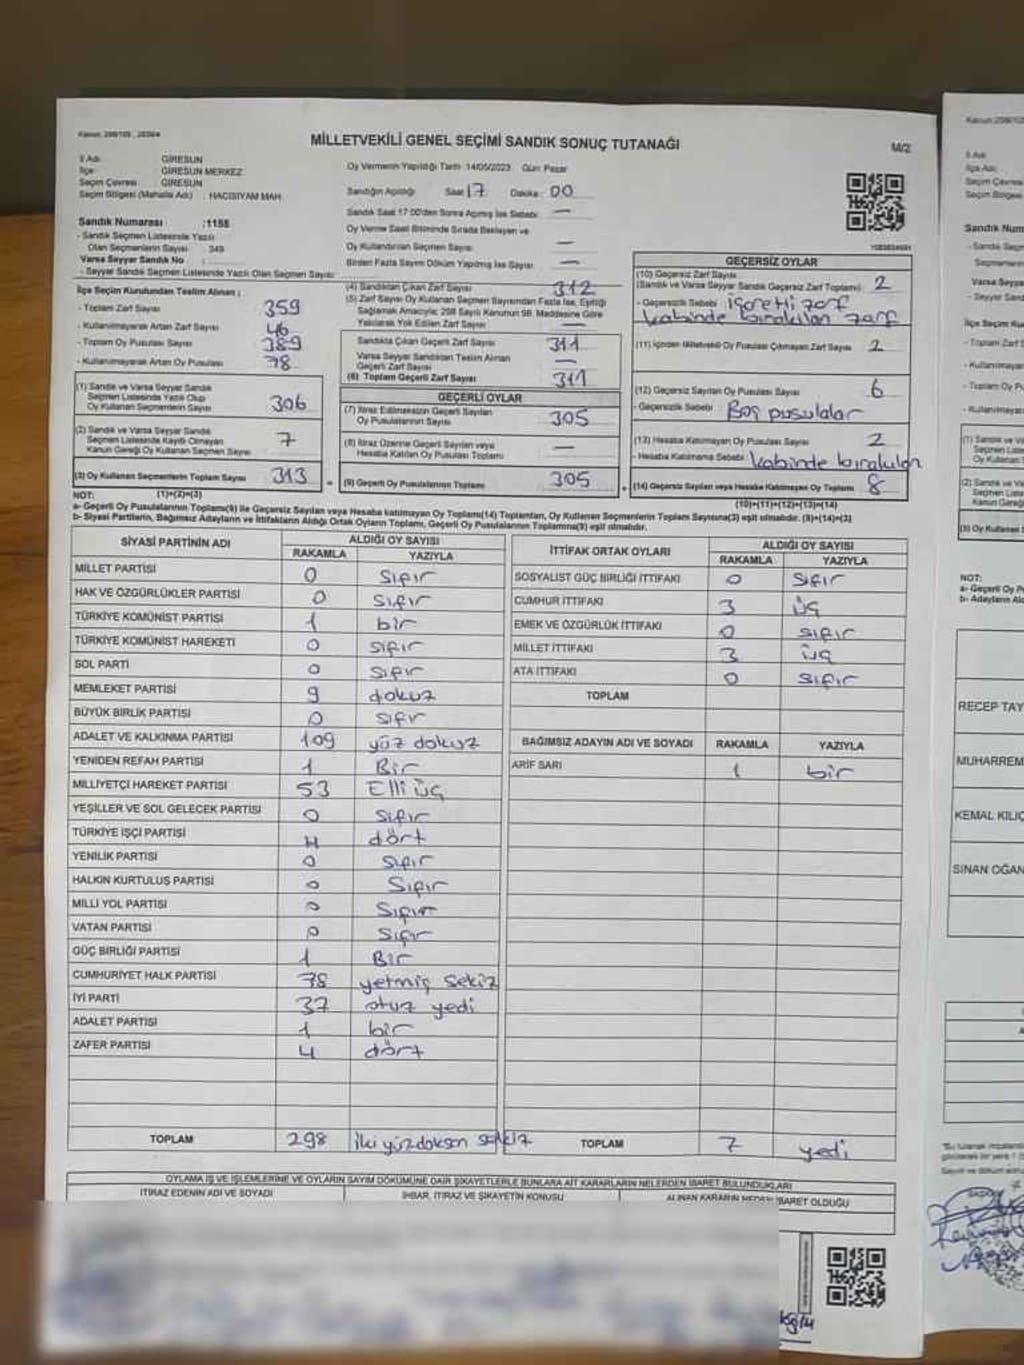 MİLLETVEKİLİ GENEL SEÇİMİ SANDIK SONUÇ TUTANAĞI
M/2
İl Adı : GİRESUN
İlçe : GİRESUN MERKEZ
Seçim Çevresi : GİRESUN
Seçim Bölgesi (Mahalle Adı) : HACISIYAM MAH.
Oy Vermenin Yapıldığı Tarih :14/05/2023 Gün: Pazar
Sandığın Açıldığı Saat 17 Dakika : 00
Sandık Saat 17:00'den Sonra Açılmış İse Sebebi: —
Oy Verme Saati Bitiminde Sırada Bekleyen ve
Oy Kullandırılan Seçmen Sayısı —
Birden Fazla Sayım Döküm Yapılmış İse Sayısı —
Sandık Numarası :1158
- Sandık Seçmen Listesinde Yazılı
Olan Seçmenlerin Sayısı : 349
Varsa Seyyar Sandık No :
- Seyyar Sandık Seçmen Listesinde Yazılı Olan Seçmen Sayısı:
İlçe Seçim Kurulundan Teslim Alınan :
- Toplam Zarf Sayısı 359
- Kullanılmayarak Artan Zarf Sayısı 46
- Toplam Oy Pusulası Sayısı 389
- Kullanılmayarak Artan Oy Pusulası 78
(1) Sandık ve Varsa Seyyar Sandık
Seçmen Listesinde Yazılı Olup
Oy Kullanan Seçmenlerin Sayısı 306
(2) Sandık ve Varsa Seyyar Sandık
Seçmen Listesinde Kayıtlı Olmayan
Kanun Gereği Oy Kullanan Seçmen Sayısı 7
(3) Oy Kullanan Seçmenlerin Toplam Sayısı 313
(4) Sandıktan Çıkan Zarf Sayısı 312
(5) Zarf Sayısı Oy Kullanan Seçmen Sayısından Fazla İse, Eşitliği
Sağlamak Amacıyla; 298 Sayılı Kanunun 98. Maddesine Göre
Yakılarak Yok Edilen Zarf Sayısı —
Sandıkta Çıkan Geçerli Zarf Sayısı 311
Varsa Seyyar Sandıktan Teslim Alınan
Geçerli Zarf Sayısı —
(6) Toplam Geçerli Zarf Sayısı 311
GEÇERLİ OYLAR
(7) İtiraz Edilmeksizin Geçerli Sayılan
Oy Pusulalarının Sayısı 305
(8) İtiraz Üzerine Geçerli Sayılan veya
Hesaba Katılan Oy Pusulası Toplamı —
(9) Geçerli Oy Pusulalarının Toplamı 305
GEÇERSİZ OYLAR
(10) Geçersiz Zarf Sayısı
(Sandık ve Varsa Seyyar Sandık Geçersiz Zarf Toplamı) 2
- Geçersizlik Sebebi işaretli zarf
kabinde bırakılan zarf
(11) İçinden Milletvekili Oy Pusulası Çıkmayan Zarf Sayısı 2
(12) Geçersiz Sayılan Oy Pusulası Sayısı 6
- Geçersizlik Sebebi Boş pusulalar
(13) Hesaba Katılmayan Oy Pusulası Sayısı 2
- Hesaba Katılmama Sebebi: kabinde bırakılan
(14) Geçersiz Sayılan veya Hesaba Katılmayan Oy Toplamı 8
NOT: (1)+(2)=(3) (10)+(11)+(12)+(13)=(14)
a- Geçerli Oy Pusulalarının Toplamı(9) ile Geçersiz Sayılan veya Hesaba Katılmayan Oy Toplamı(14) Toplamları, Oy Kullanan Seçmenlerin Toplam Sayısına(3) eşit olmalıdır. (9)+(14)=(3)
b- Siyasi Partilerin, Bağımsız Adayların ve İttifakların Aldığı Ortak Oyların Toplamı, Geçerli Oy Pusulalarının Toplamına(9) eşit olmalıdır.
SİYASİ PARTİNİN ADI ALDIĞI OY SAYISI
RAKAMLA YAZIYLA
MİLLET PARTİSİ 0 sıfır
HAK VE ÖZGÜRLÜKLER PARTİSİ 0 sıfır
TÜRKİYE KOMÜNİST PARTİSİ 1 bir
TÜRKİYE KOMÜNİST HAREKETİ 0 sıfır
SOL PARTİ 0 sıfır
MEMLEKET PARTİSİ 9 dokuz
BÜYÜK BİRLİK PARTİSİ 0 sıfır
ADALET VE KALKINMA PARTİSİ 109 yüz dokuz
YENİDEN REFAH PARTİSİ 1 Bir
MİLLİYETÇİ HAREKET PARTİSİ 53 Elli üç
YEŞİLLER VE SOL GELECEK PARTİSİ 0 sıfır
TÜRKİYE İŞÇİ PARTİSİ 4 dört
YENİLİK PARTİSİ 0 sıfır
HALKIN KURTULUŞ PARTİSİ 0 Sıfır
MİLLİ YOL PARTİSİ 0 Sıfır
VATAN PARTİSİ 0 Sıfır
GÜÇ BİRLİĞİ PARTİSİ 1 Bir
CUMHURİYET HALK PARTİSİ 78 yetmiş sekiz
İYİ PARTİ 37 otuz yedi
ADALET PARTİSİ 1 bir
ZAFER PARTİSİ 4 dört
TOPLAM 298 iki yüz doksan sekiz
İTTİFAK ORTAK OYLARI ALDIĞI OY SAYISI
RAKAMLA YAZIYLA
SOSYALİST GÜÇ BİRLİĞİ İTTİFAKI 0 sıfır
CUMHUR İTTİFAKI 3 üç
EMEK VE ÖZGÜRLÜK İTTİFAKI 0 sıfır
MİLLET İTTİFAKI 3 üç
ATA İTTİFAKI 0 sıfır
TOPLAM
BAĞIMSIZ ADAYIN ADI VE SOYADI RAKAMLA YAZIYLA
ARİF SARI 1 bir
TOPLAM 7 yedi
OYLAMA İŞ VE İŞLEMLERİNE VE OYLARIN SAYIM DÖKÜMÜNE DAİR ŞİKAYETLERLE BUNLARA AİT KARARLARIN NELERDEN İBARET BULUNDUKLARI
İTİRAZ EDENİN ADI VE SOYADI İHBAR, İTİRAZ VE ŞİKAYETİN KONUSU ALINAN KARARIN NEDEN İBARET OLDUĞU
İl Adı
İlçe Adı
Seçim Çevresi
Seçim Bölgesi
Sandık Num
NOT:
a- Geçerli Oy
b- Adayların
RECEP TAY
MUHARREM
KEMAL KILIÇ
SİNAN OĞAN